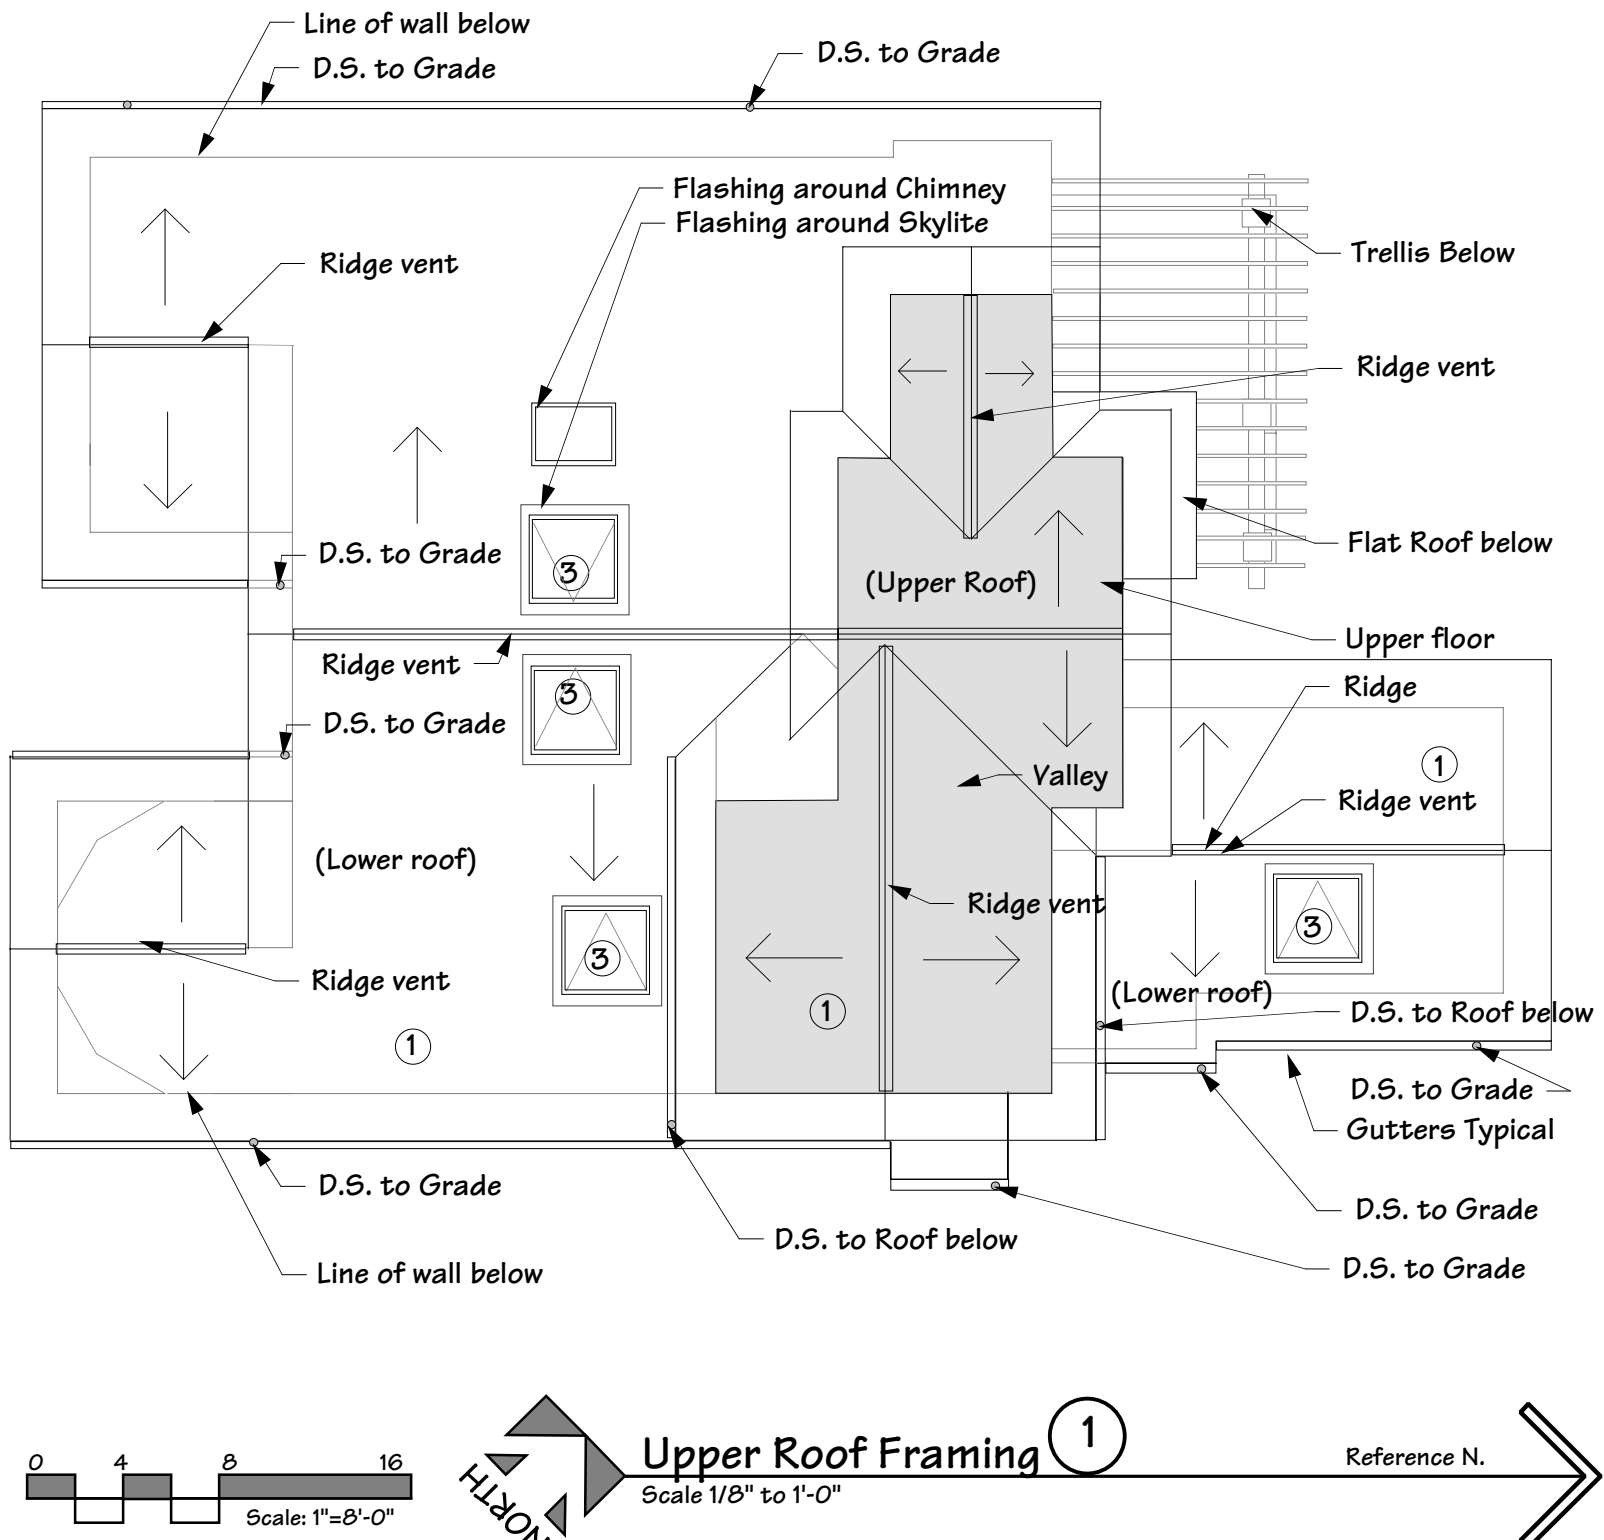 Line of wall below
D.S. to Grade
D.S. to Grade
Flashing around Chimney
Flashing around Skylite
Ridge vent
Trellis Below
Ridge vent
D.S. to Grade
3
(Upper Roof)
Flat Roof below
Upper floor
Ridge vent
3
Ridge
D.S. to Grade
Valley
1
Ridge vent
(Lower roof)
Ridge vent
3
3
Ridge vent
(Lower roof)
1
D.S. to Roof below
1
D.S. to Grade
Gutters Typical
D.S. to Grade
D.S. to Grade
D.S. to Roof below
D.S. to Grade
Line of wall below
0 4 8 16
Scale: 1"=8'-0"
NORTH
Upper Roof Framing
1
Scale 1/8" to 1'-0"
Reference N.